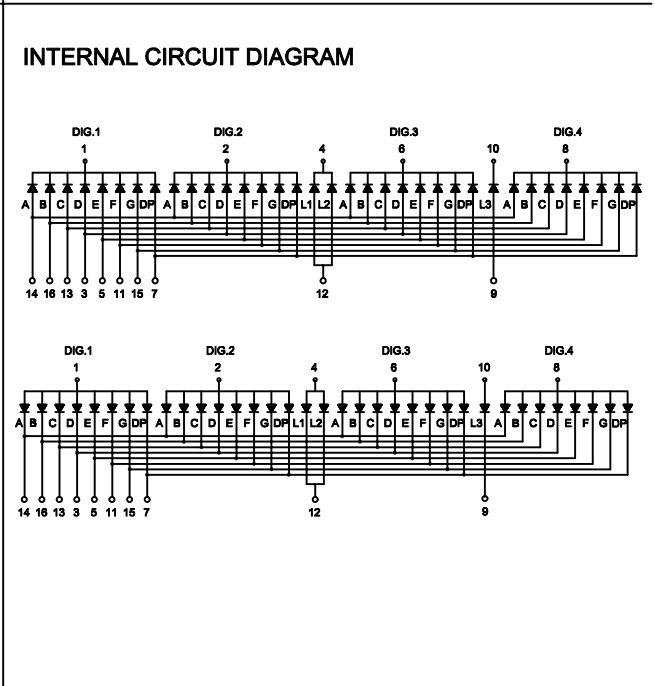 INTERNAL CIRCUIT DIAGRAM
DIG.1 DIG.2 DIG.3 DIG.4
1 2 4 6 10 8
A B C D E F G DP A B C D E F G DP L1 L2 A B C D E F G DP L3 A B C D E F G DP
14 16 13 3 5 11 15 7 12 9
DIG.1 DIG.2 DIG.3 DIG.4
1 2 4 6 10 8
A B C D E F G DP A B C D E F G DP L1 L2 A B C D E F G DP L3 A B C D E F G DP
14 16 13 3 5 11 15 7 12 9